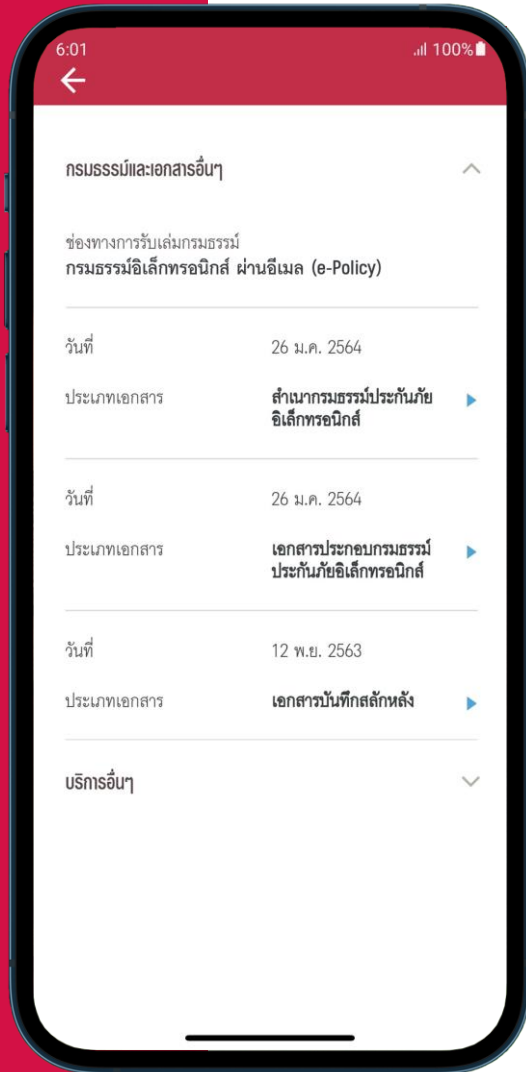 6:01
100%
กรมธรรม์และเอกสารอื่นๆ
ช่องทางการรับเล่มกรมธรรม์
กรมธรรม์อิเล็กทรอนิกส์ ผ่านอีเมล (e-Policy)
วันที่ 26 ม.ค. 2564
ประเภทเอกสาร สำเนากรมธรรม์ประกันภัย
อิเล็กทรอนิกส์
วันที่ 26 ม.ค. 2564
ประเภทเอกสาร เอกสารประกอบกรมธรรม์
ประกันภัยอิเล็กทรอนิกส์
วันที่ 12 พ.ย. 2563
ประเภทเอกสาร เอกสารบันทึกสลักหลัง
บริการอื่นๆ